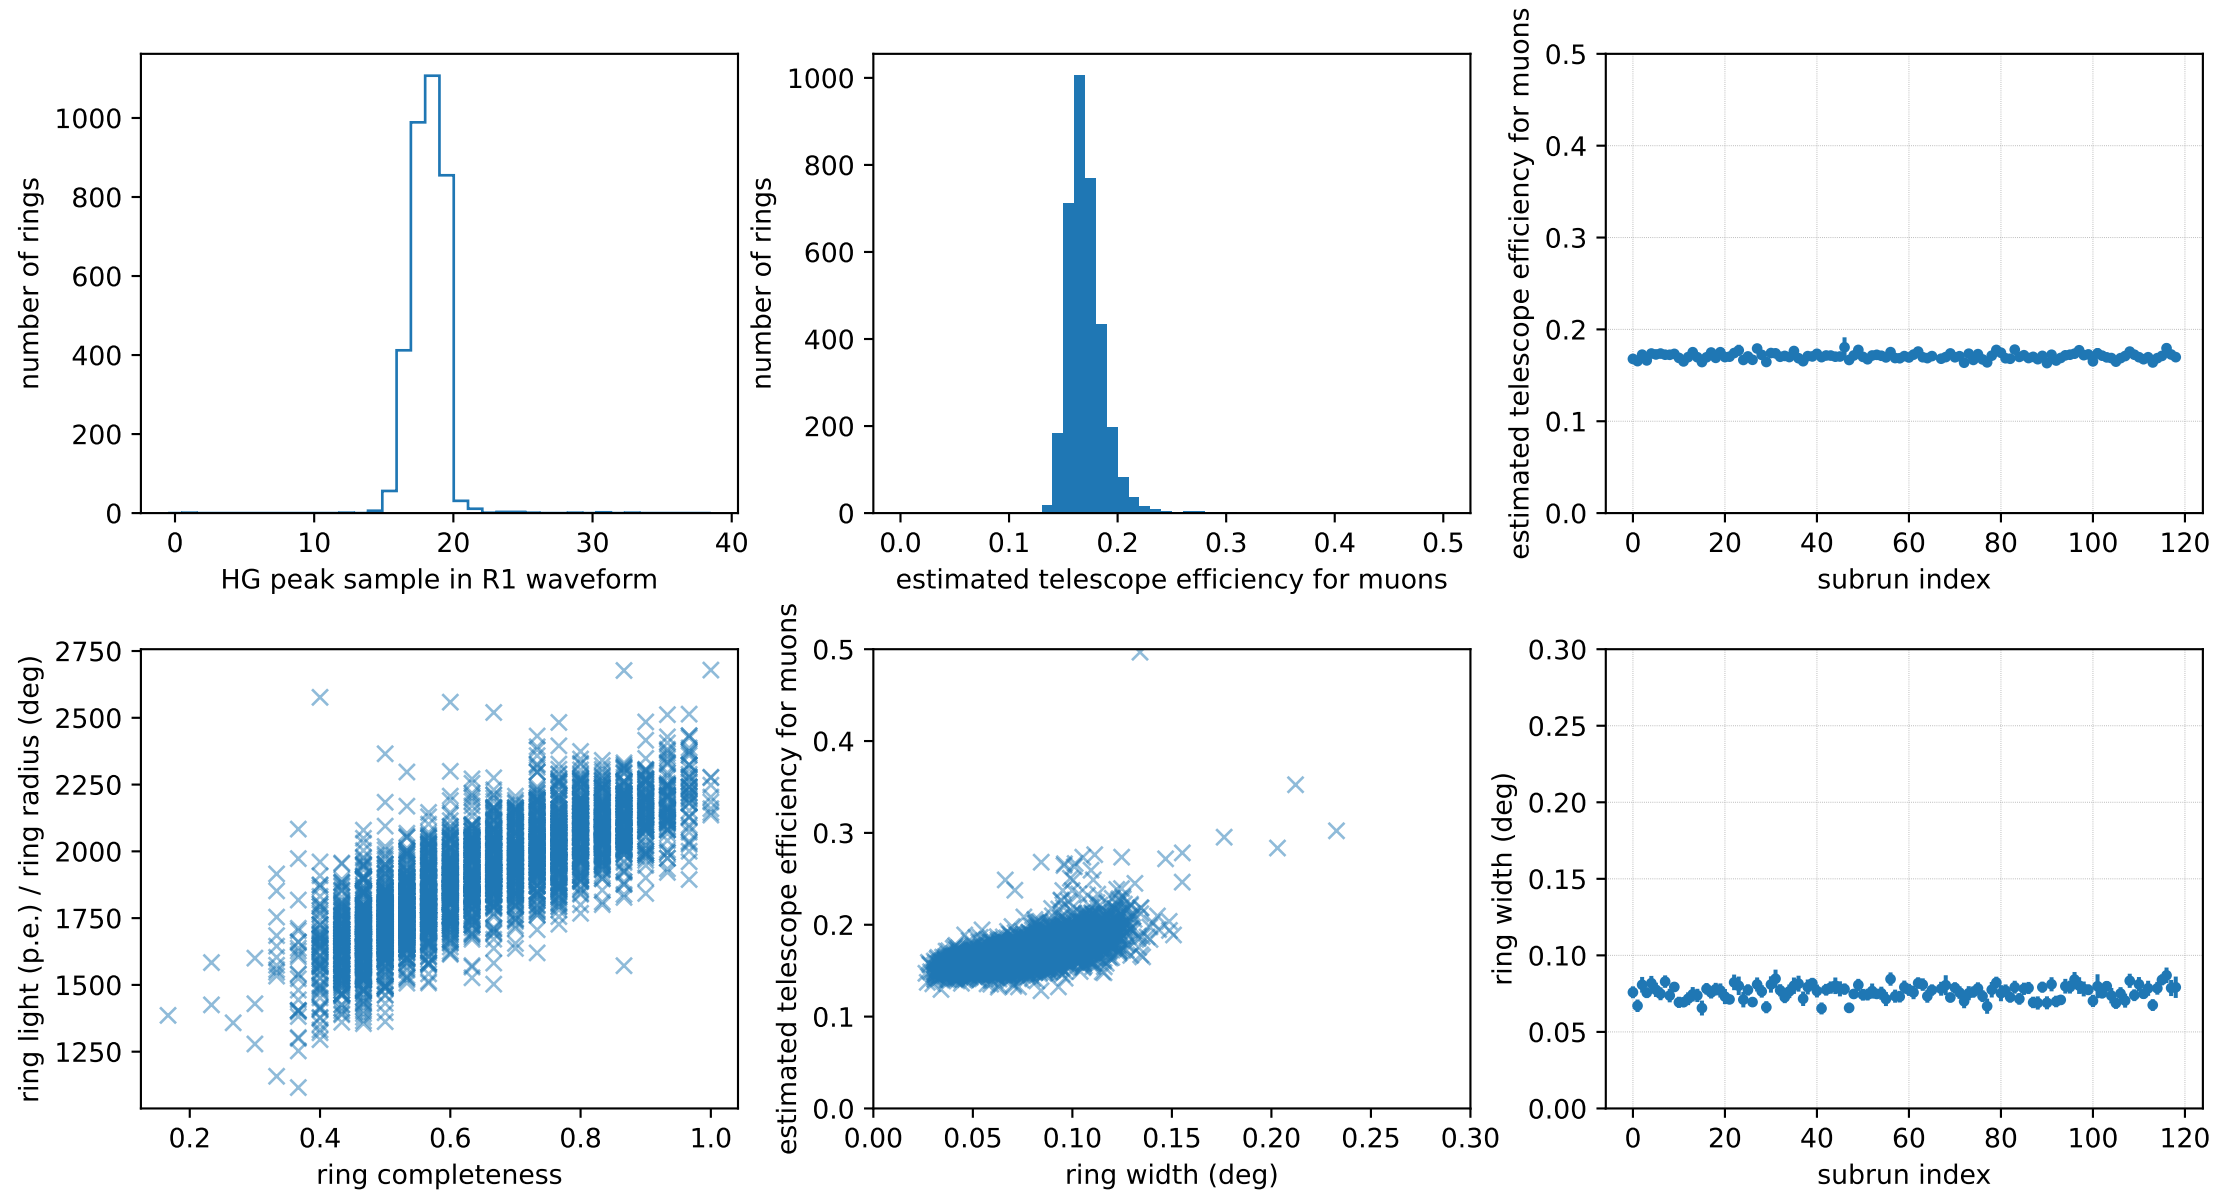 1000
800
600
400
200
0
number of rings
0 10 20 30 40
HG peak sample in R1 waveform
1000
800
600
400
200
0
number of rings
0.0 0.1 0.2 0.3 0.4 0.5
estimated telescope efficiency for muons
0.5
0.4
0.3
0.2
0.1
0.0
estimated telescope efficiency for muons
0 20 40 60 80 100 120
subrun index
2750
2500
2250
2000
1750
1500
1250
ring light (p.e.) / ring radius (deg)
0.2 0.4 0.6 0.8 1.0
ring completeness
0.5
0.4
0.3
0.2
0.1
0.0
estimated telescope efficiency for muons
0.00 0.05 0.10 0.15 0.20 0.25 0.30
ring width (deg)
0.30
0.25
0.20
0.15
0.10
0.05
0.00
ring width (deg)
0 20 40 60 80 100 120
subrun index